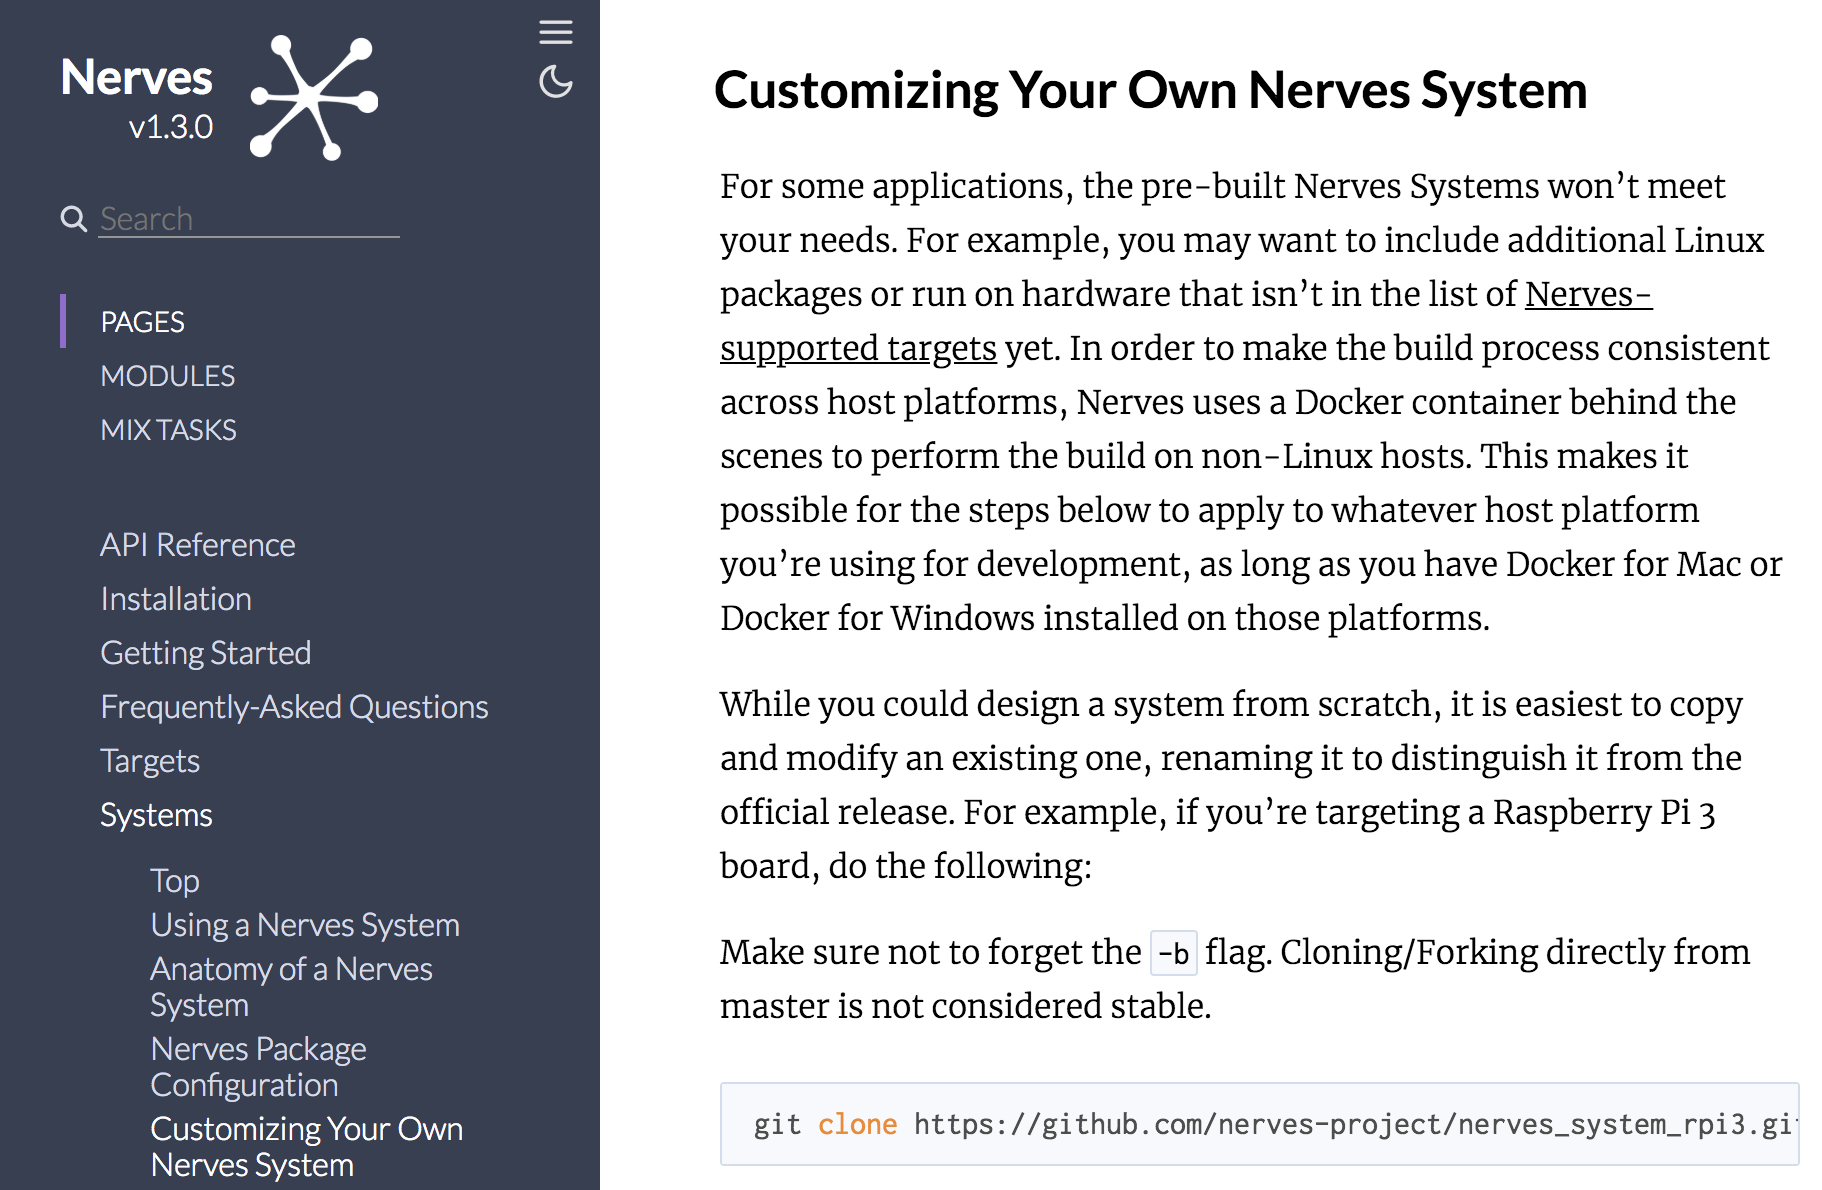 Nerves
v1.3.0
Search
PAGES
MODULES
MIX TASKS
API Reference
Installation
Getting Started
Frequently-Asked Questions
Targets
Systems
Top
Using a Nerves System
Anatomy of a Nerves
System
Nerves Package
Configuration
Customizing Your Own
Nerves System
Customizing Your Own Nerves System
For some applications, the pre-built Nerves Systems won’t meet
your needs. For example, you may want to include additional Linux
packages or run on hardware that isn’t in the list of Nerves-
supported targets yet. In order to make the build process consistent
across host platforms, Nerves uses a Docker container behind the
scenes to perform the build on non-Linux hosts. This makes it
possible for the steps below to apply to whatever host platform
you’re using for development, as long as you have Docker for Mac or
Docker for Windows installed on those platforms.
While you could design a system from scratch, it is easiest to copy
and modify an existing one, renaming it to distinguish it from the
official release. For example, if you’re targeting a Raspberry Pi 3
board, do the following:
Make sure not to forget the -b flag. Cloning/Forking directly from
master is not considered stable.
git clone https://github.com/nerves-project/nerves_system_rpi3.git